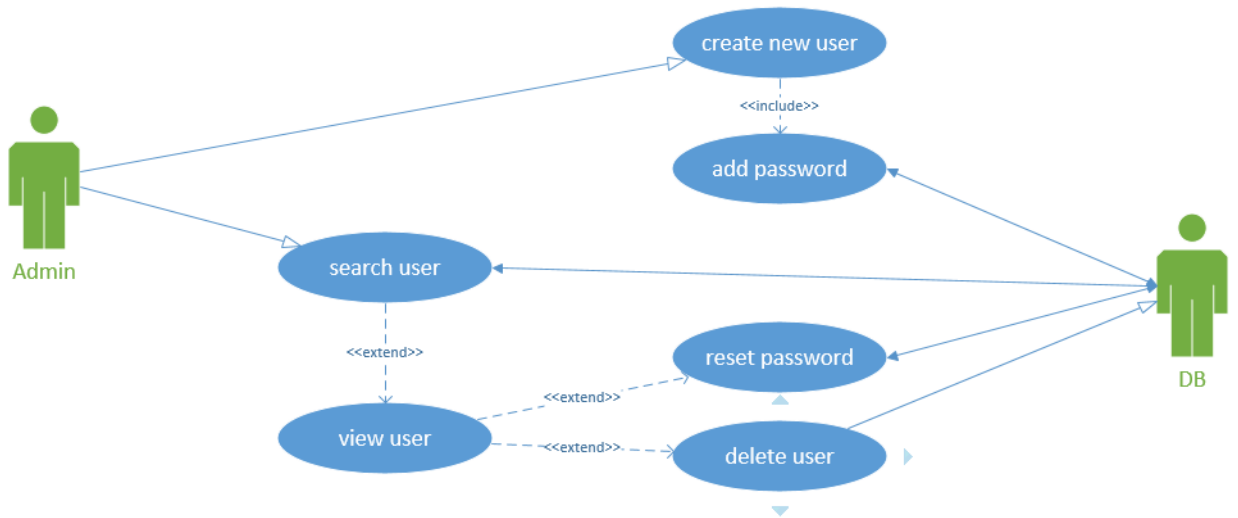 create new user
<<include>>
add password
Admin
search user
<<extend>>
reset password
DB
<<extend>>
view user
<<extend>>
delete user